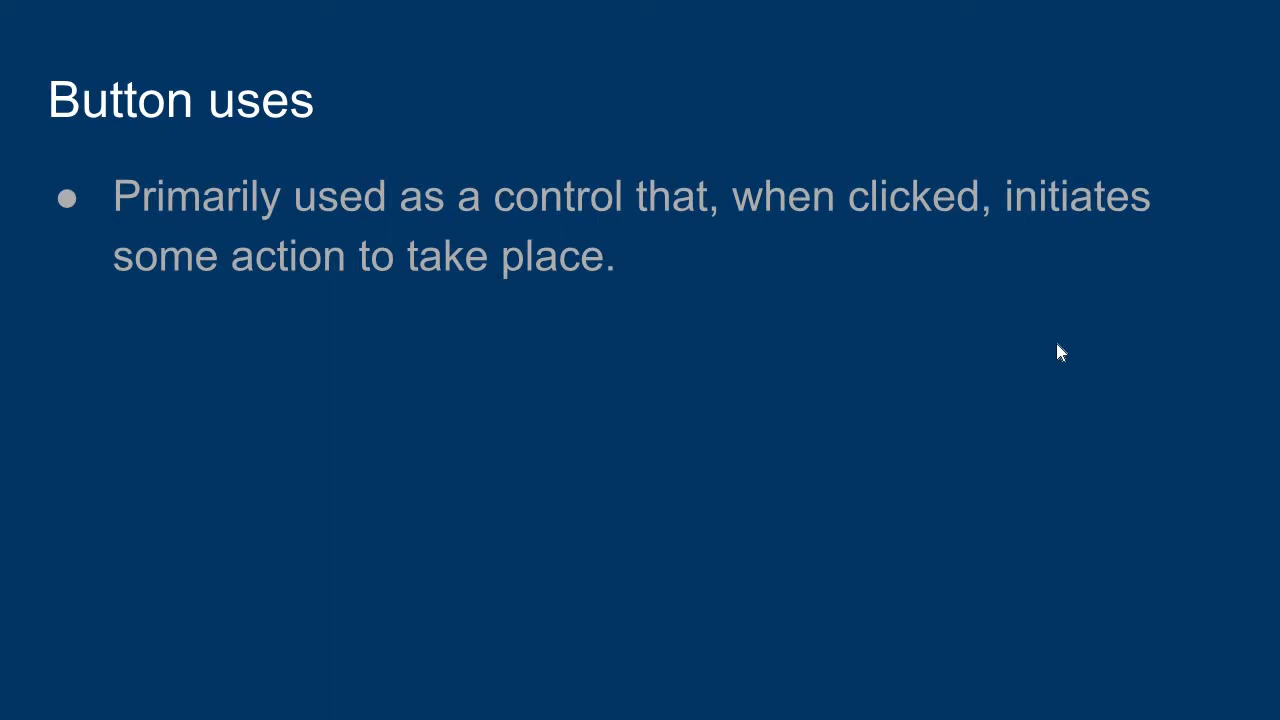 Button uses
● Primarily used as a control that, when clicked, initiates
some action to take place.